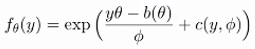 f_θ(y) = exp ( (yθ − b(θ)) / ϕ + c(y, ϕ) )